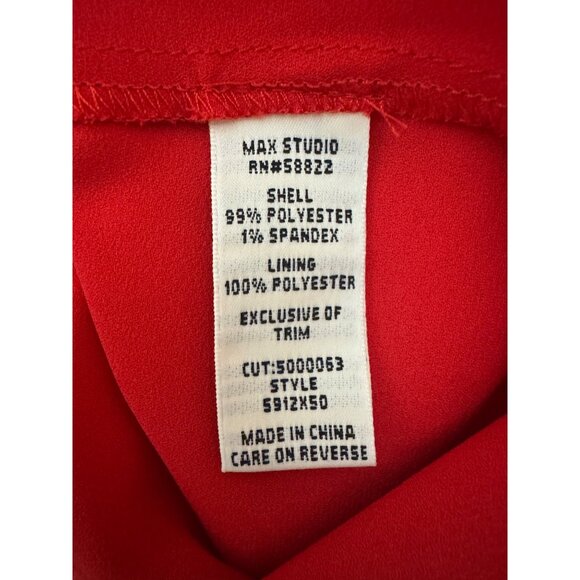 MAX STUDIO
RN#58822
SHELL
99% POLYESTER
1% SPANDEX
LINING
100% POLYESTER
EXCLUSIVE OF
TRIM
CUT:5000063
STYLE
5912X50
MADE IN CHINA
CARE ON REVERSE